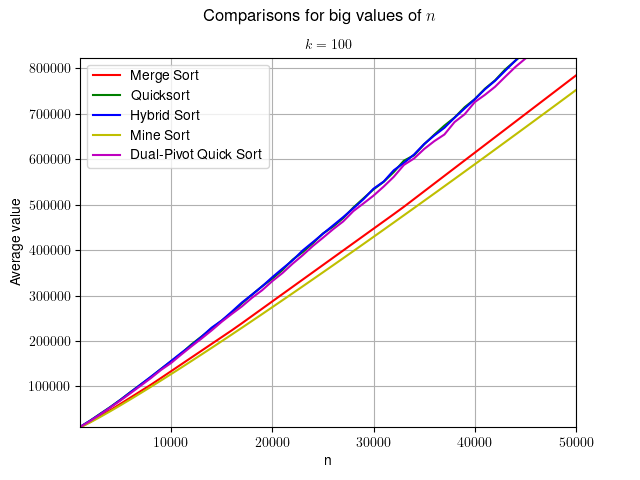 Comparisons for big values of n
k = 100
800000
700000
600000
500000
400000
300000
200000
100000
Merge Sort
Quicksort
Hybrid Sort
Mine Sort
Dual-Pivot Quick Sort
Average value
10000 20000 30000 40000 50000
n